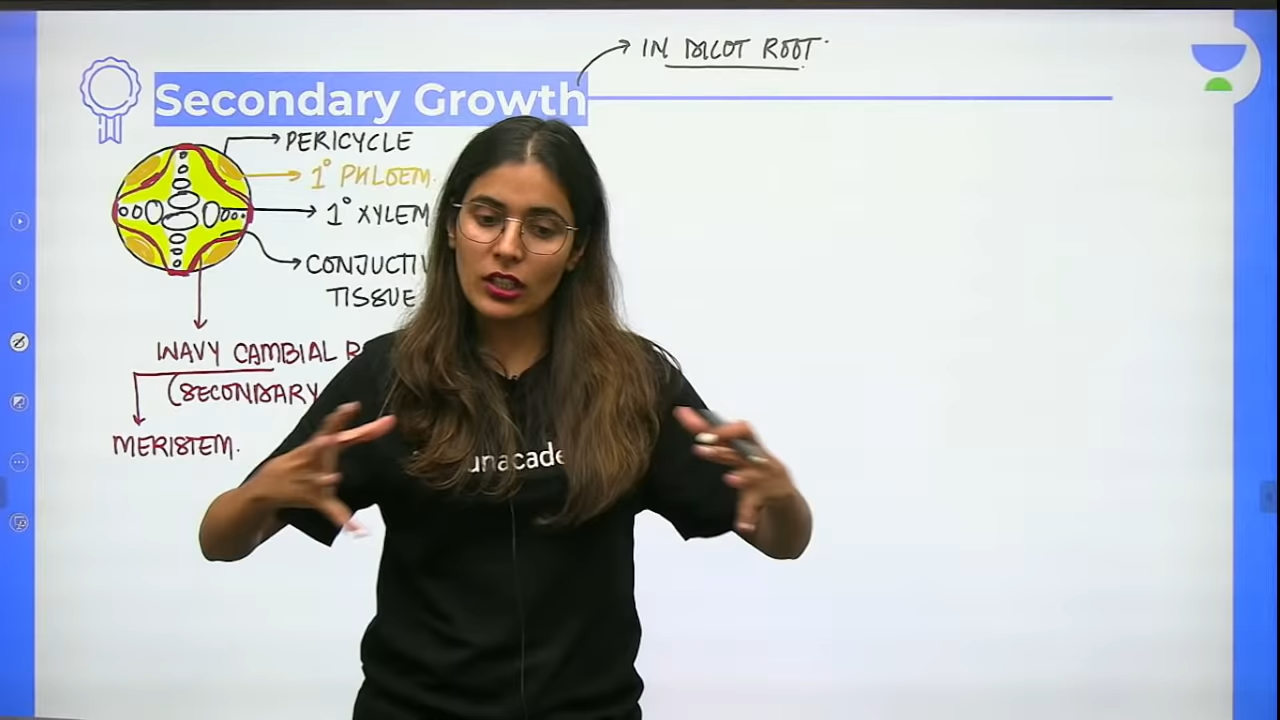 IN DICOT ROOT.
Secondary Growth
PERICYCLE
1° PHLOEM.
1° XYLEM
CONJUCTIV
TISSUE
WAVY CAMBIAL R
(SECONDARY
MERISTEM.
unacade